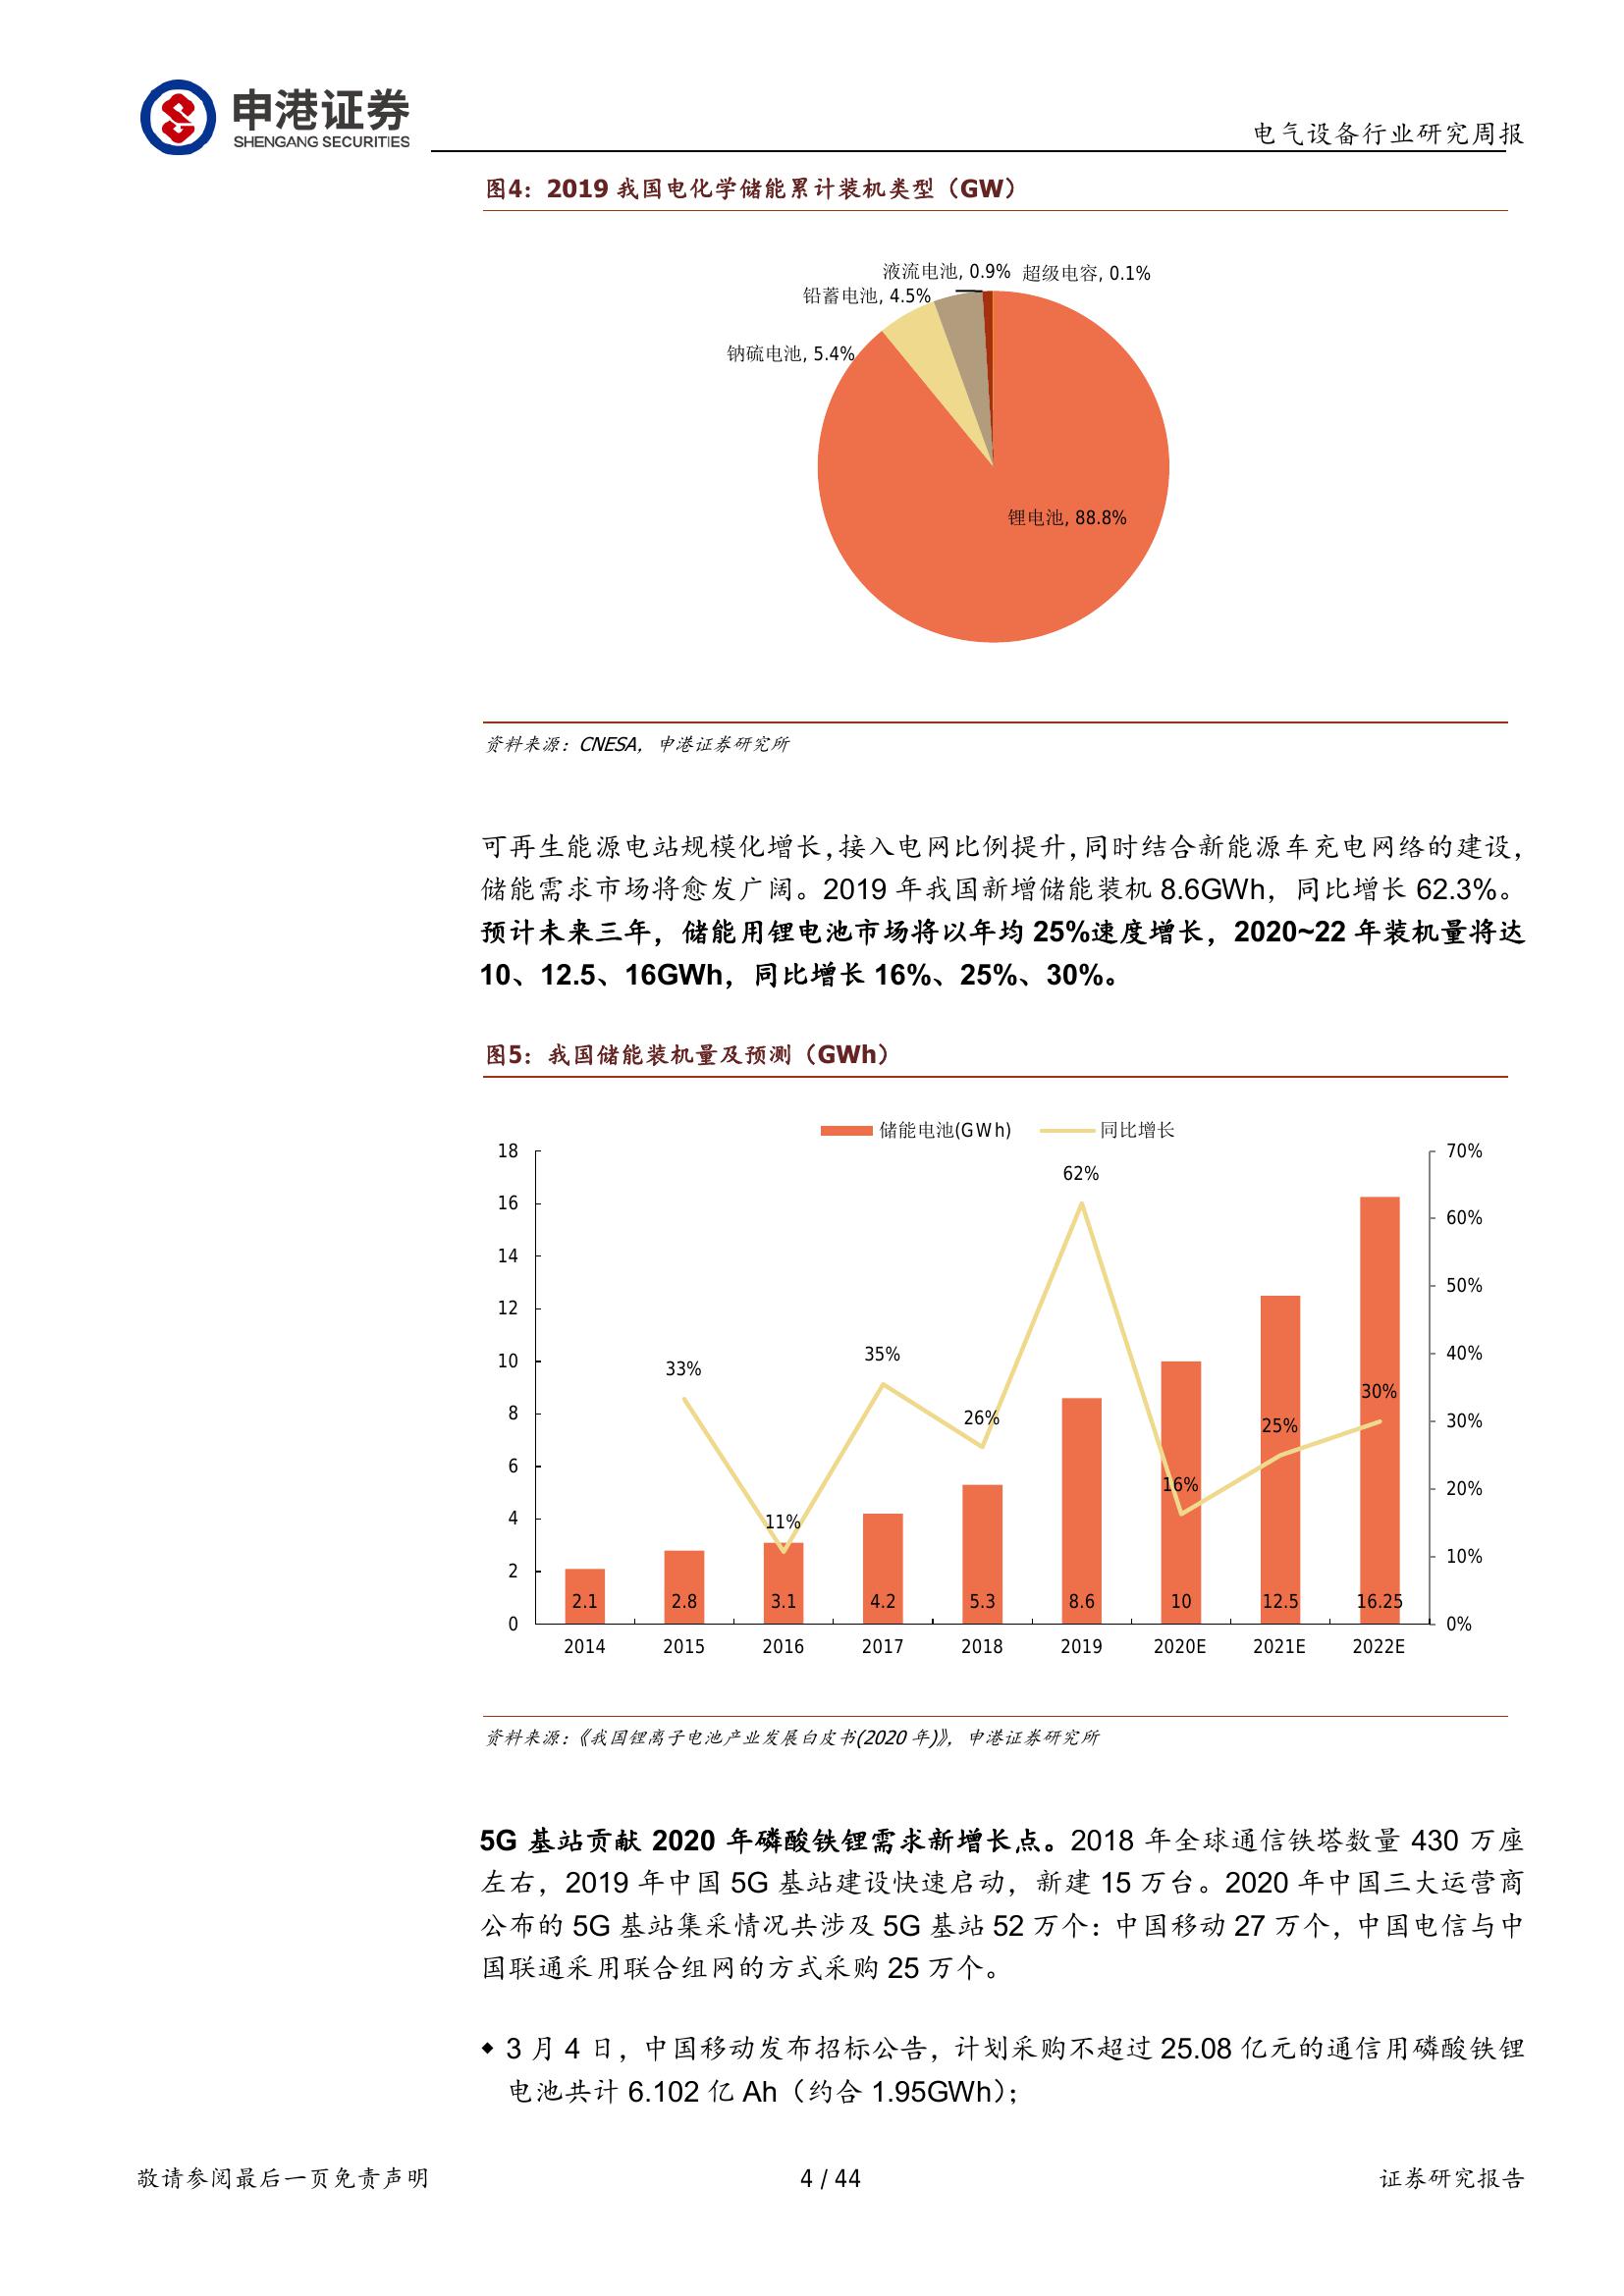 申港证券
SHENGANG SECURITIES
电气设备行业研究周报
图4：2019 我国电化学储能累计装机类型（GW）
液流电池, 0.9%
超级电容, 0.1%
铅蓄电池, 4.5%
钠硫电池, 5.4%
锂电池, 88.8%
资料来源：CNESA，申港证券研究所
可再生能源电站规模化增长，接入电网比例提升，同时结合新能源车充电网络的建设，
储能需求市场将愈发广阔。2019 年我国新增储能装机 8.6GWh，同比增长 62.3%。
预计未来三年，储能用锂电池市场将以年均 25%速度增长，2020~22 年装机量将达
10、12.5、16GWh，同比增长 16%、25%、30%。
图5：我国储能装机量及预测（GWh）
储能电池(GWh) 同比增长
18
16
14
12
10
8
6
4
2
0
70%
60%
50%
40%
30%
20%
10%
0%
33%
11%
35%
26%
62%
16%
25%
30%
2.1 2.8 3.1 4.2 5.3 8.6 10 12.5 16.25
2014 2015 2016 2017 2018 2019 2020E 2021E 2022E
资料来源：《我国锂离子电池产业发展白皮书(2020 年)》，申港证券研究所
5G 基站贡献 2020 年磷酸铁锂需求新增长点。2018 年全球通信铁塔数量 430 万座
左右，2019 年中国 5G 基站建设快速启动，新建 15 万台。2020 年中国三大运营商
公布的 5G 基站集采情况共涉及 5G 基站 52 万个：中国移动 27 万个，中国电信与中
国联通采用联合组网的方式采购 25 万个。
◆ 3 月 4 日，中国移动发布招标公告，计划采购不超过 25.08 亿元的通信用磷酸铁锂
电池共计 6.102 亿 Ah（约合 1.95GWh）；
敬请参阅最后一页免责声明
4 / 44
证券研究报告